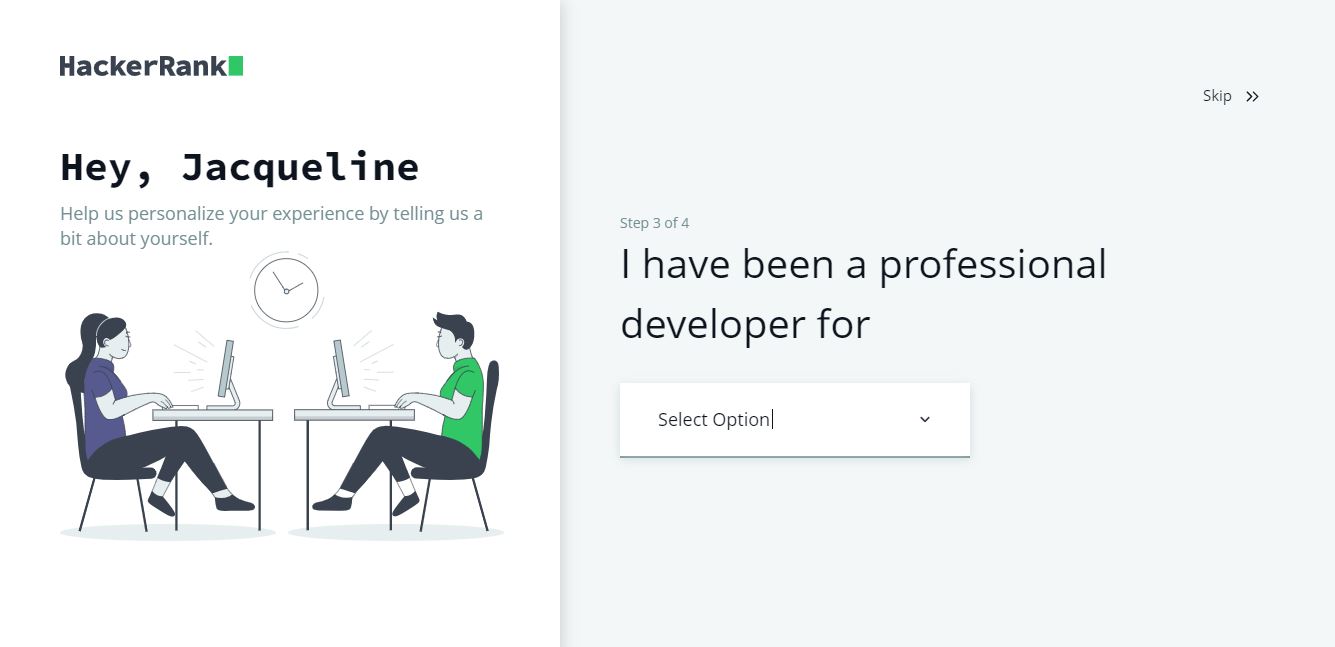 HackerRank
Hey, Jacqueline
Help us personalize your experience by telling us a
bit about yourself.
Skip
Step 3 of 4
I have been a professional
developer for
Select Option